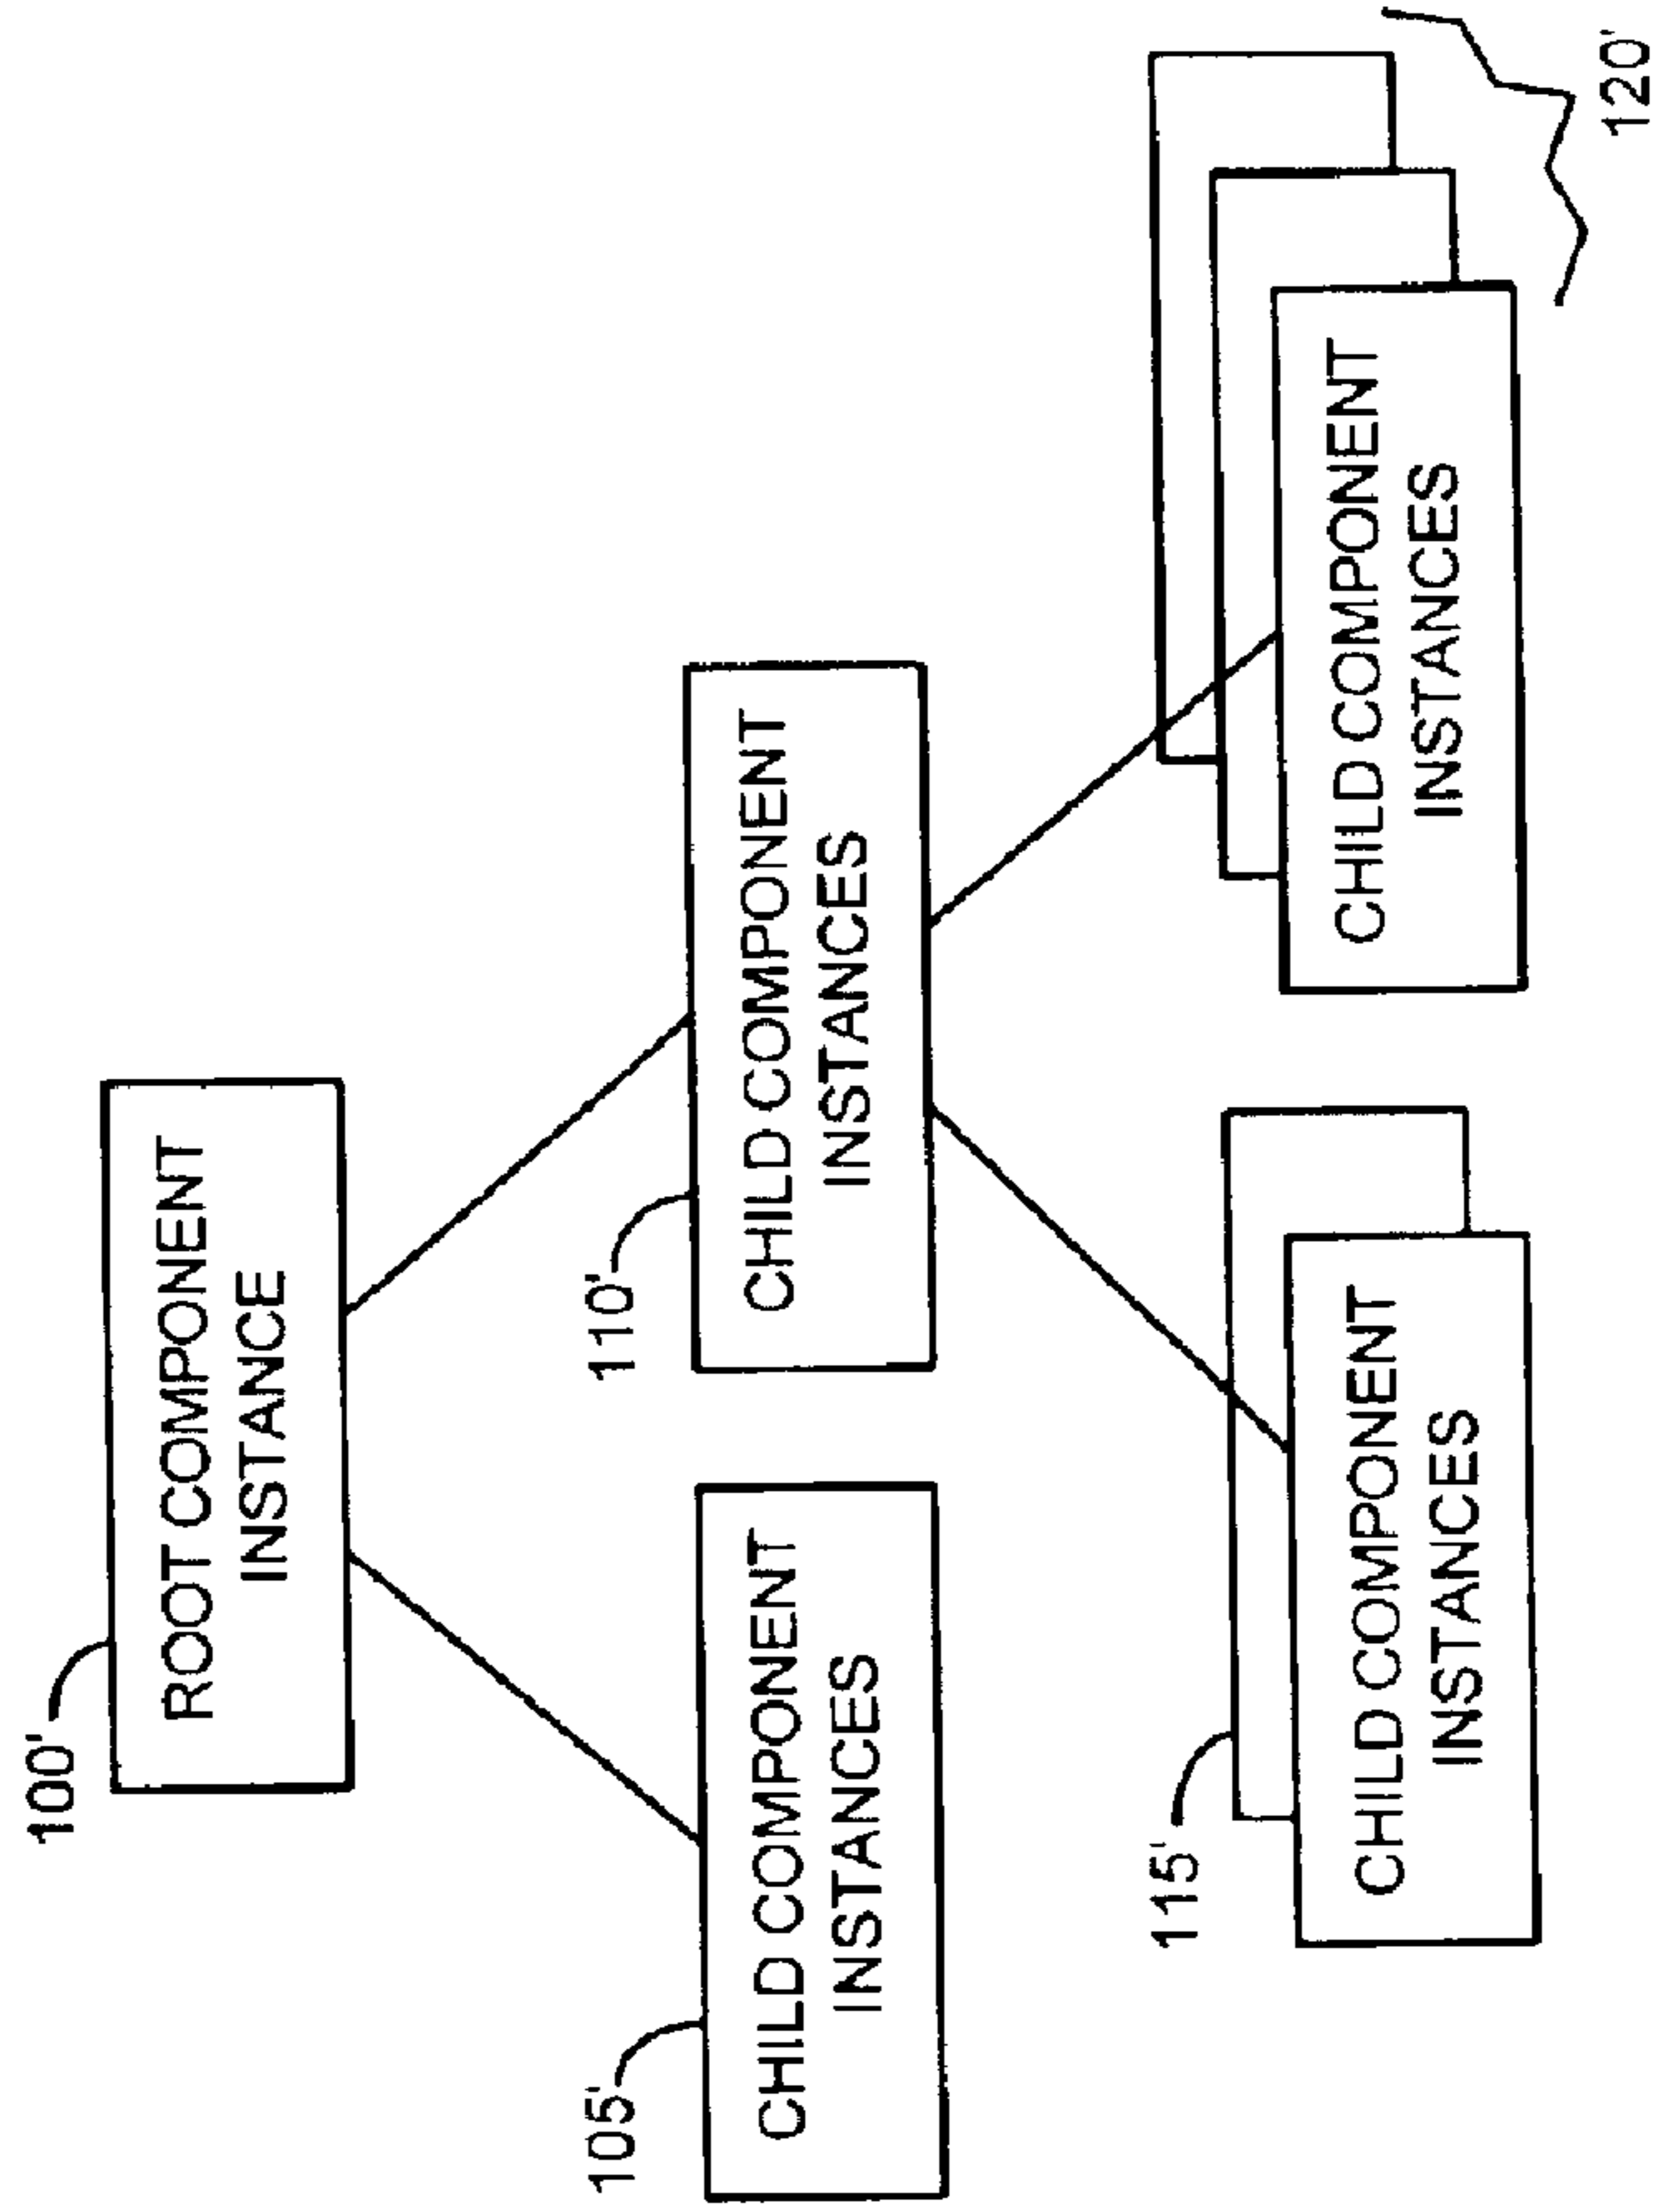 100'
ROOT COMPONENT
INSTANCE
105'
CHILD COMPONENT
INSTANCES
110'
CHILD COMPONENT
INSTANCES
115'
CHILD COMPONENT
INSTANCES
CHILD COMPONENT
INSTANCES
120'